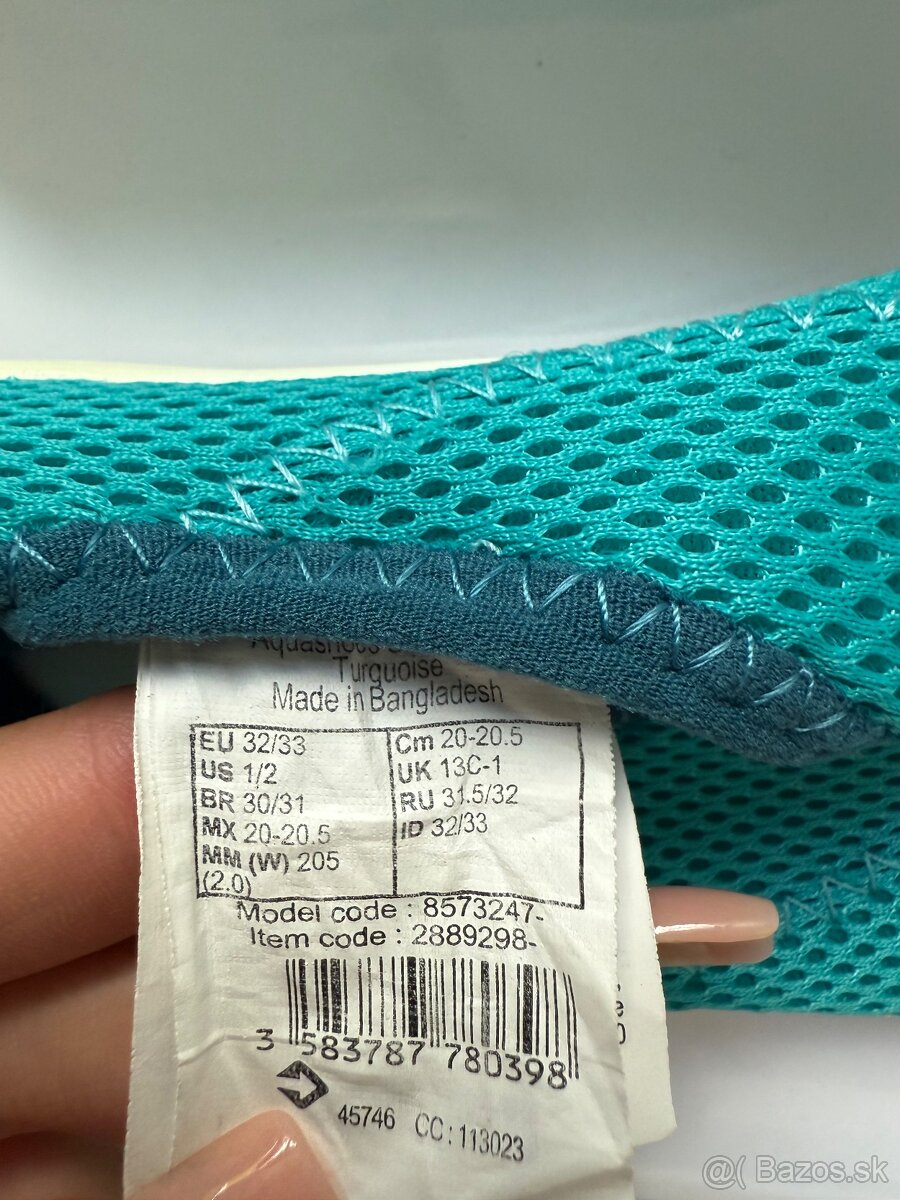 Aquashoes
Turquoise
Made in Bangladesh
EU 32/33
US 1/2
BR 30/31
MX 20-20.5
MM (W) 205
(2.0)
Cm 20-20.5
UK 13C-1
RU 31.5/32
ID 32/33
Model code : 8573247-
Item code : 2889298-
3 583787 780398
45746 CC:113023
@( Bazos.sk